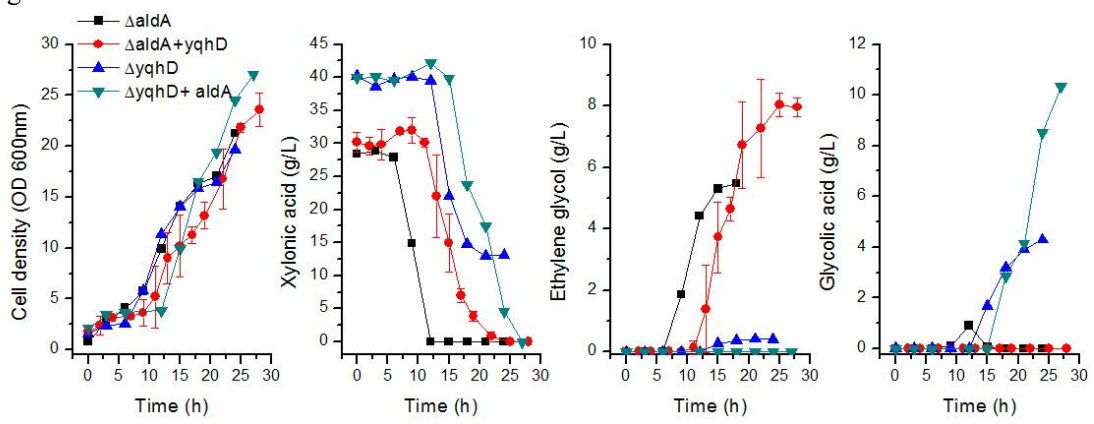 ΔaldA
ΔaldA+yqhD
ΔyqhD
ΔyqhD+ aldA
Cell density (OD 600nm)
30
25
20
15
10
5
0
0 5 10 15 20 25 30
Time (h)
Xylonic acid (g/L)
45
40
35
30
25
20
15
10
5
0
0 5 10 15 20 25 30
Time (h)
Ethylene glycol (g/L)
8
6
4
2
0
0 5 10 15 20 25 30
Time (h)
Glycolic acid (g/L)
12
10
8
6
4
2
0
0 5 10 15 20 25 30
Time (h)